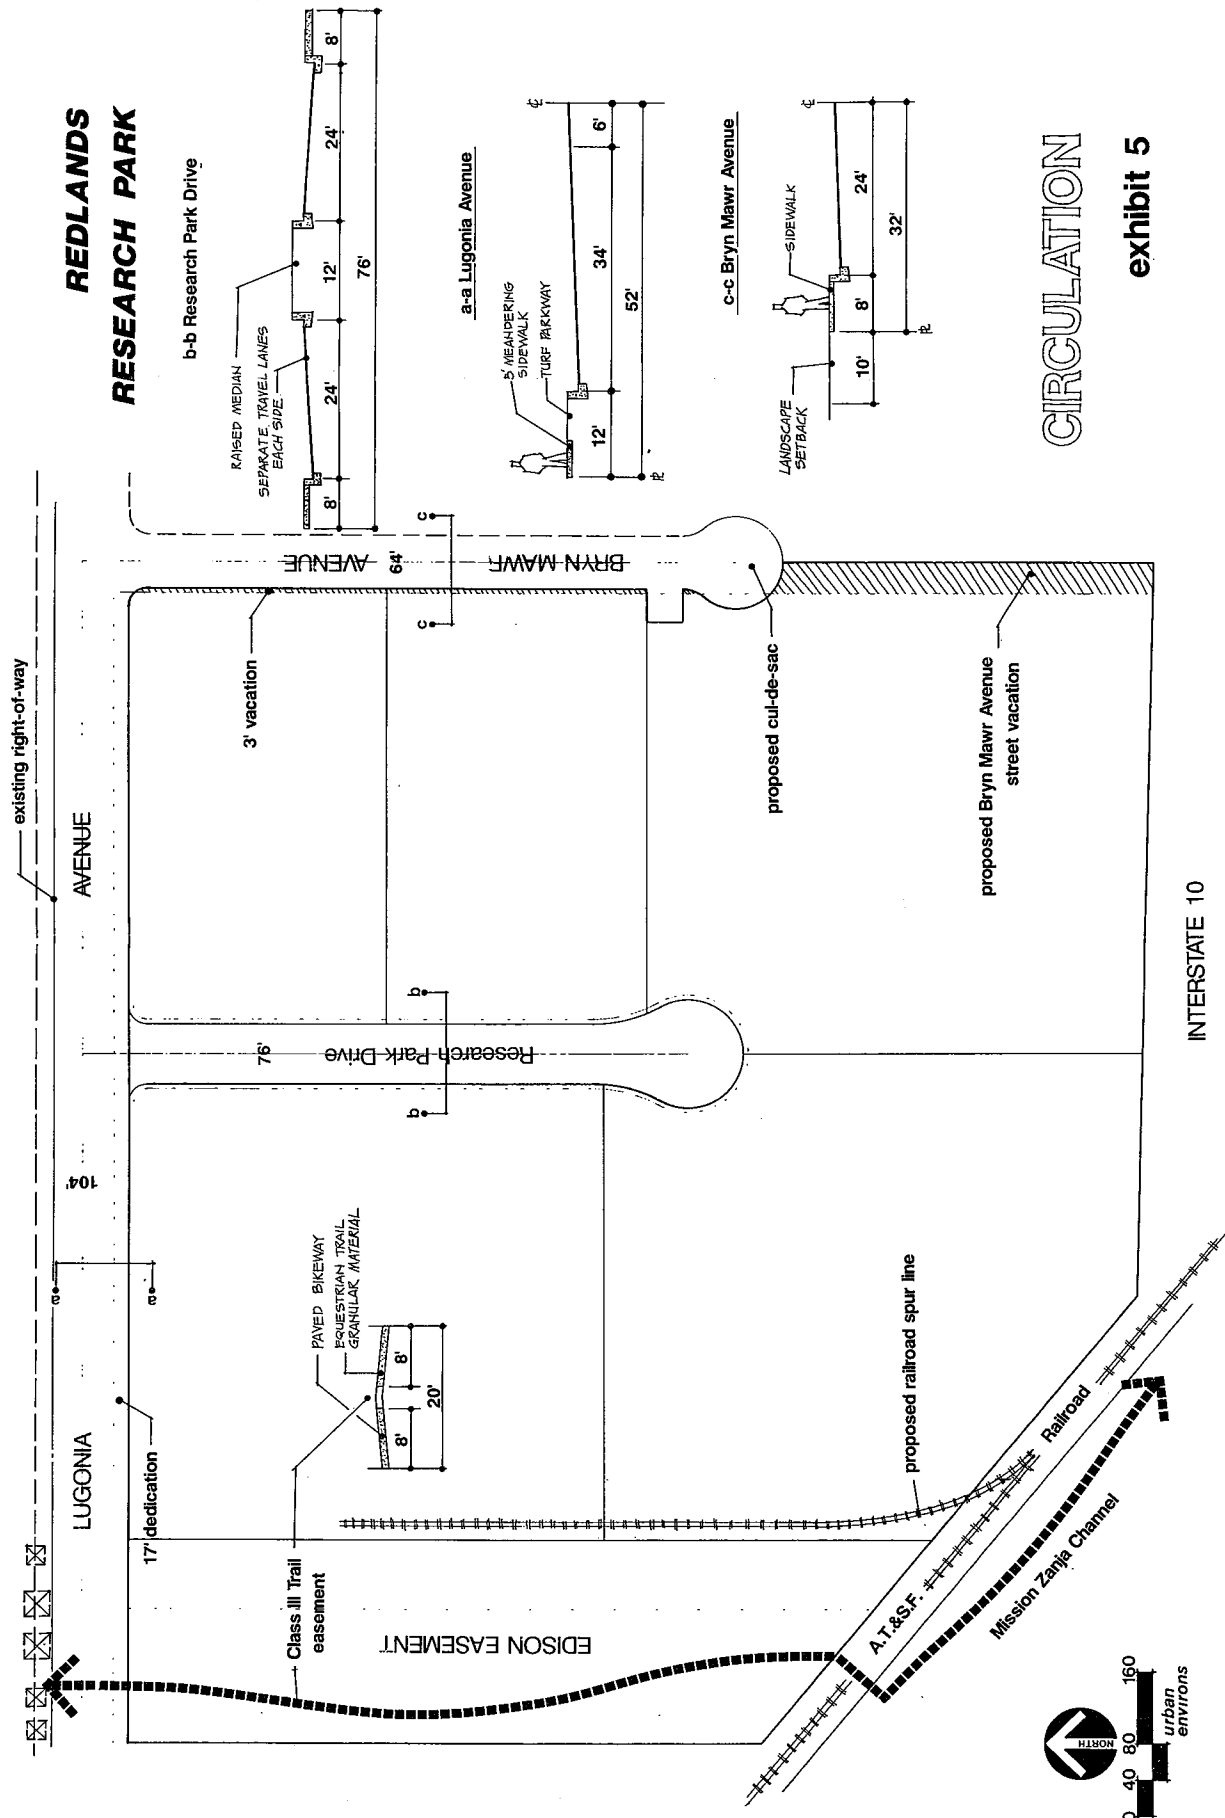 REDLANDS
RESEARCH PARK
b-b Research Park Drive
RAISED MEDIAN
SEPARATE TRAVEL LANES
EACH SIDE
8'
24'
12'
24'
8'
76'
a-a Lugonia Avenue
5' MEANDERING
SIDEWALK
TURF PARKWAY
12'
34'
6'
52'
℄
PL
c-c Bryn Mawr Avenue
LANDSCAPE
SETBACK
SIDEWALK
10'
8'
24'
32'
℄
PL
CIRCULATION
exhibit 5
existing right-of-way
LUGONIA
AVENUE
104'
a
a
17' dedication
3' vacation
BRYN MAWR
AVENUE
64'
c
c
76'
Research Park Drive
b
b
Class III Trail
easement
PAVED BIKEWAY
EQUESTRIAN TRAIL
GRANULAR MATERIAL
8'
8'
20'
EDISON EASEMENT
proposed cul-de-sac
proposed Bryn Mawr Avenue
street vacation
proposed railroad spur line
A.T.&S.F.
Railroad
Mission Zanja Channel
INTERSTATE 10
NORTH
0
40
80
160
urban
environs